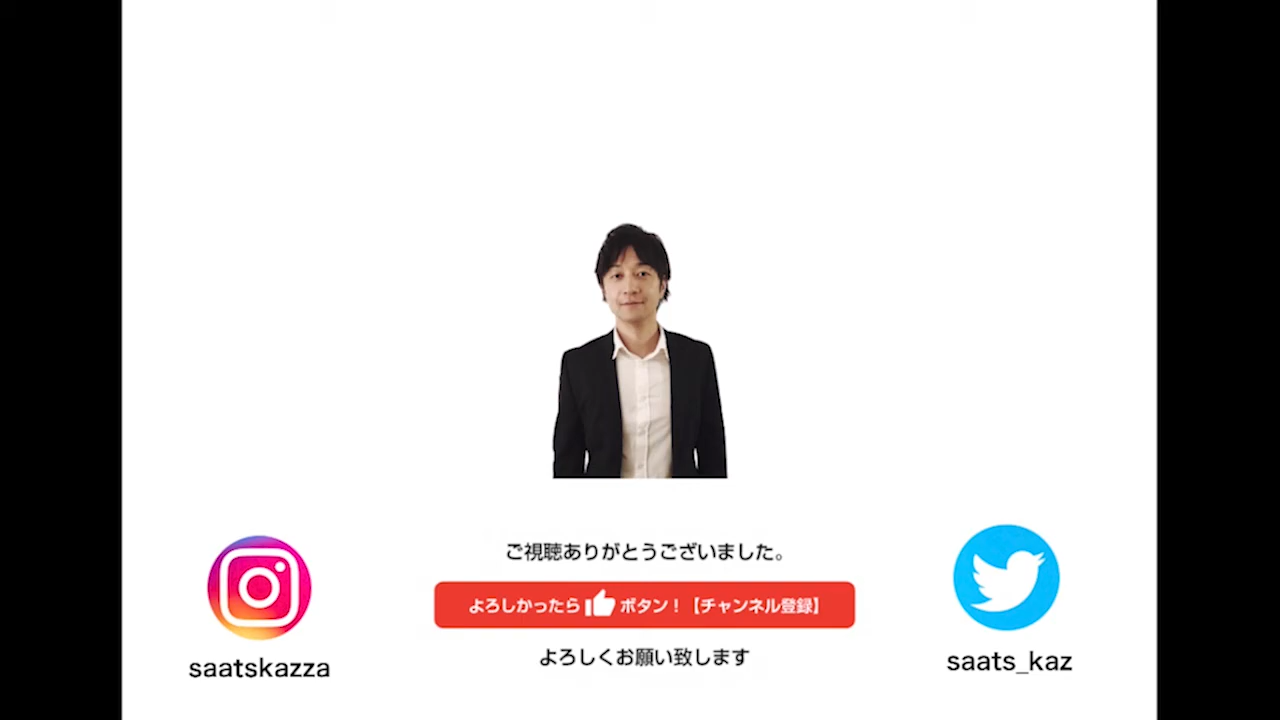 ご視聴ありがとうございました。
よろしかったら ボタン！【チャンネル登録】
よろしくお願い致します
saatskazza
saats_kaz